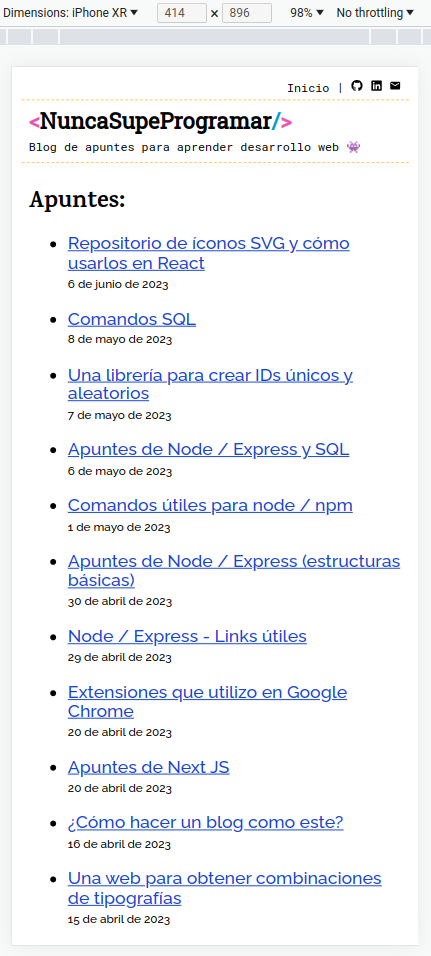 Dimensions: iPhone XR ▼ 414 × 896 98% ▼ No throttling ▼
Inicio |
<NuncaSupeProgramar/>
Blog de apuntes para aprender desarrollo web 👾
Apuntes:
• Repositorio de íconos SVG y cómo
usarlos en React
6 de junio de 2023
• Comandos SQL
8 de mayo de 2023
• Una librería para crear IDs únicos y
aleatorios
7 de mayo de 2023
• Apuntes de Node / Express y SQL
6 de mayo de 2023
• Comandos útiles para node / npm
1 de mayo de 2023
• Apuntes de Node / Express (estructuras
básicas)
30 de abril de 2023
• Node / Express - Links útiles
29 de abril de 2023
• Extensiones que utilizo en Google
Chrome
20 de abril de 2023
• Apuntes de Next JS
20 de abril de 2023
• ¿Cómo hacer un blog como este?
16 de abril de 2023
• Una web para obtener combinaciones
de tipografías
15 de abril de 2023